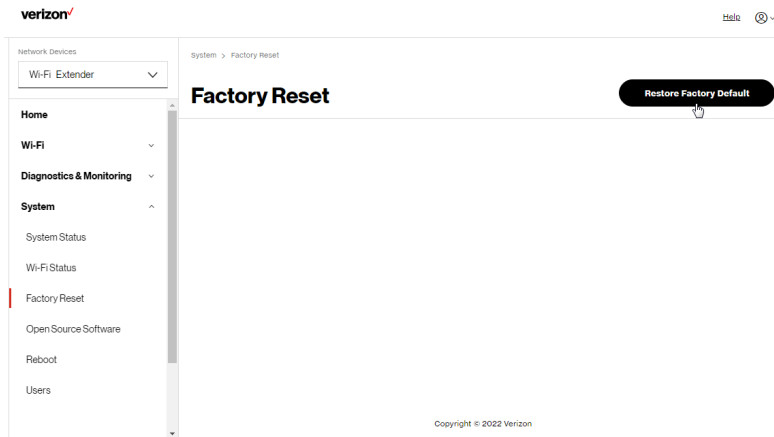 verizon
Help
Network Devices
Wi-Fi Extender
System > Factory Reset
Factory Reset
Restore Factory Default
Home
Wi-Fi
Diagnostics & Monitoring
System
System Status
Wi-Fi Status
Factory Reset
Open Source Software
Reboot
Users
Copyright © 2022 Verizon